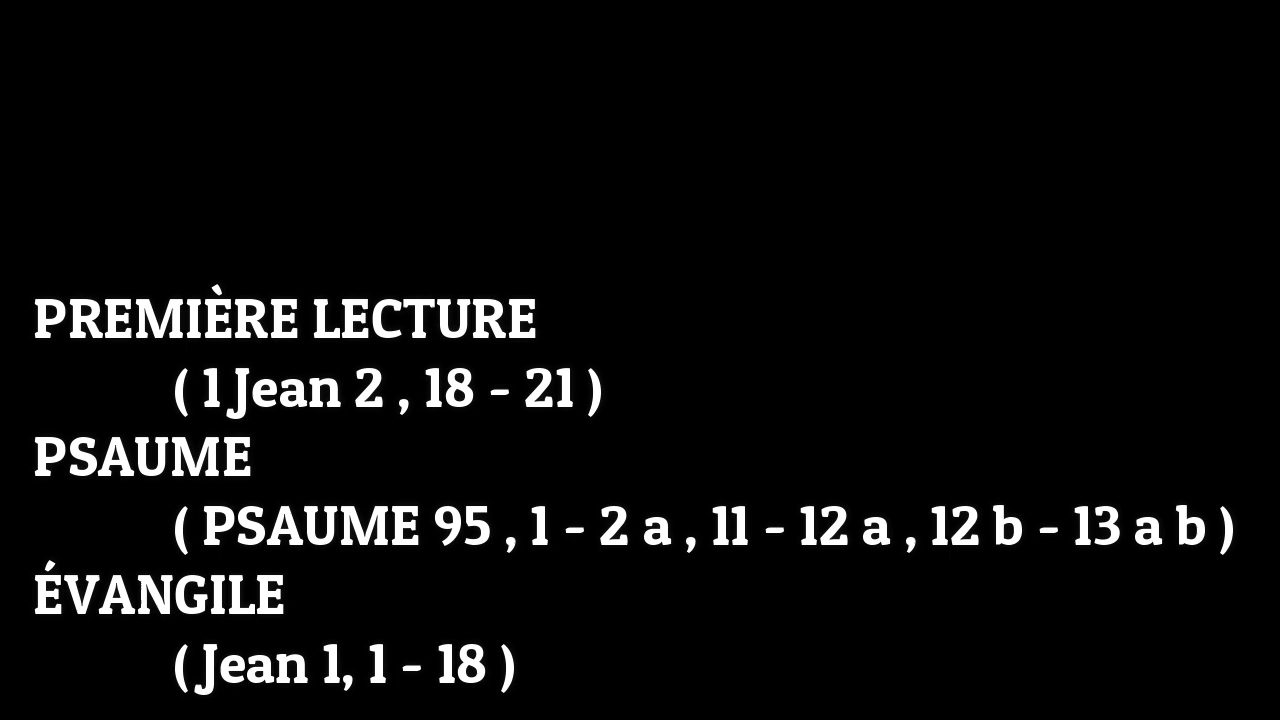 PREMIÈRE LECTURE
( 1 Jean 2 , 18 - 21 )
PSAUME
( PSAUME 95 , 1 - 2 a , 11 - 12 a , 12 b - 13 a b )
ÉVANGILE
( Jean 1, 1 - 18 )